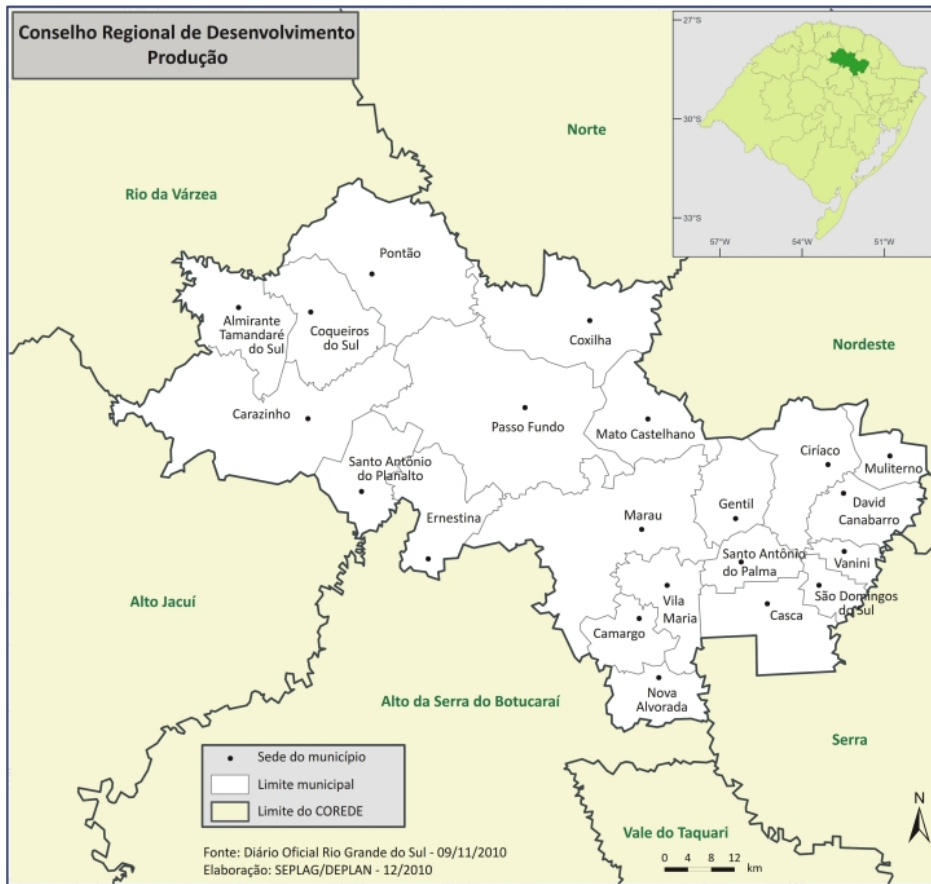 Conselho Regional de Desenvolvimento
Produção
27°S
30°S
33°S
57°W
54°W
51°W
Norte
Rio da Várzea
Pontão
Almirante
Tamandaré
do Sul
Coqueiros
do Sul
Coxilha
Nordeste
Carazinho
Passo Fundo
Mato Castelhano
Ciríaco
Muliterno
Santo Antônio
do Planalto
David
Canabarro
Ernestina
Marau
Gentil
Santo Antônio
do Palma
Vanini
Alto Jacuí
Vila
Maria
São Domingos
do Sul
Camargo
Casca
Nova
Alvorada
Alto da Serra do Botucaraí
Serra
Sede do município
Limite municipal
Limite do COREDE
Vale do Taquari
N
0 4 8 12
km
Fonte: Diário Oficial Rio Grande do Sul - 09/11/2010
Elaboração: SEPLAG/DEPLAN - 12/2010